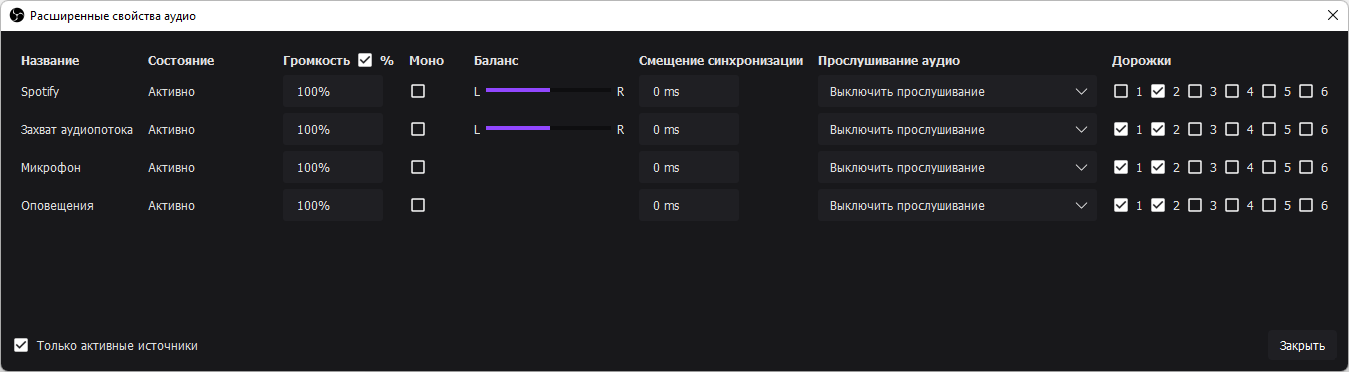 Расширенные свойства аудио
Название Состояние Громкость % Моно Баланс Смещение синхронизации Прослушивание аудио Дорожки
Spotify Активно 100% L R 0 ms Выключить прослушивание 1 2 3 4 5 6
Захват аудиопотока Активно 100% L R 0 ms Выключить прослушивание 1 2 3 4 5 6
Микрофон Активно 100% 0 ms Выключить прослушивание 1 2 3 4 5 6
Оповещения Активно 100% 0 ms Выключить прослушивание 1 2 3 4 5 6
Только активные источники Закрыть